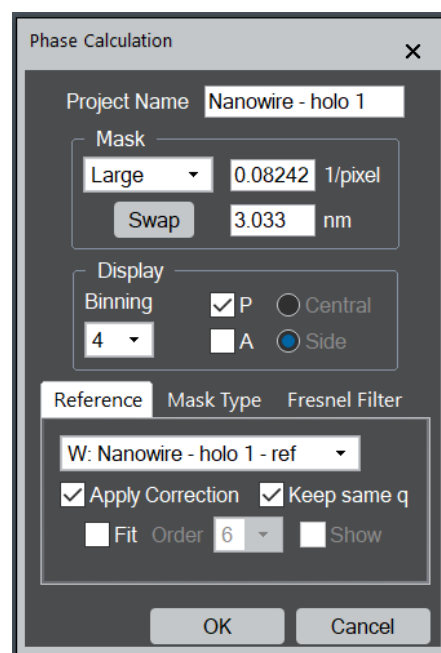 Phase Calculation
Project Name Nanowire - holo 1
Mask
Large 0.08242 1/pixel
Swap 3.033 nm
Display
Binning P Central
4 A Side
Reference Mask Type Fresnel Filter
W: Nanowire - holo 1 - ref
Apply Correction Keep same q
Fit Order 6 Show
OK Cancel